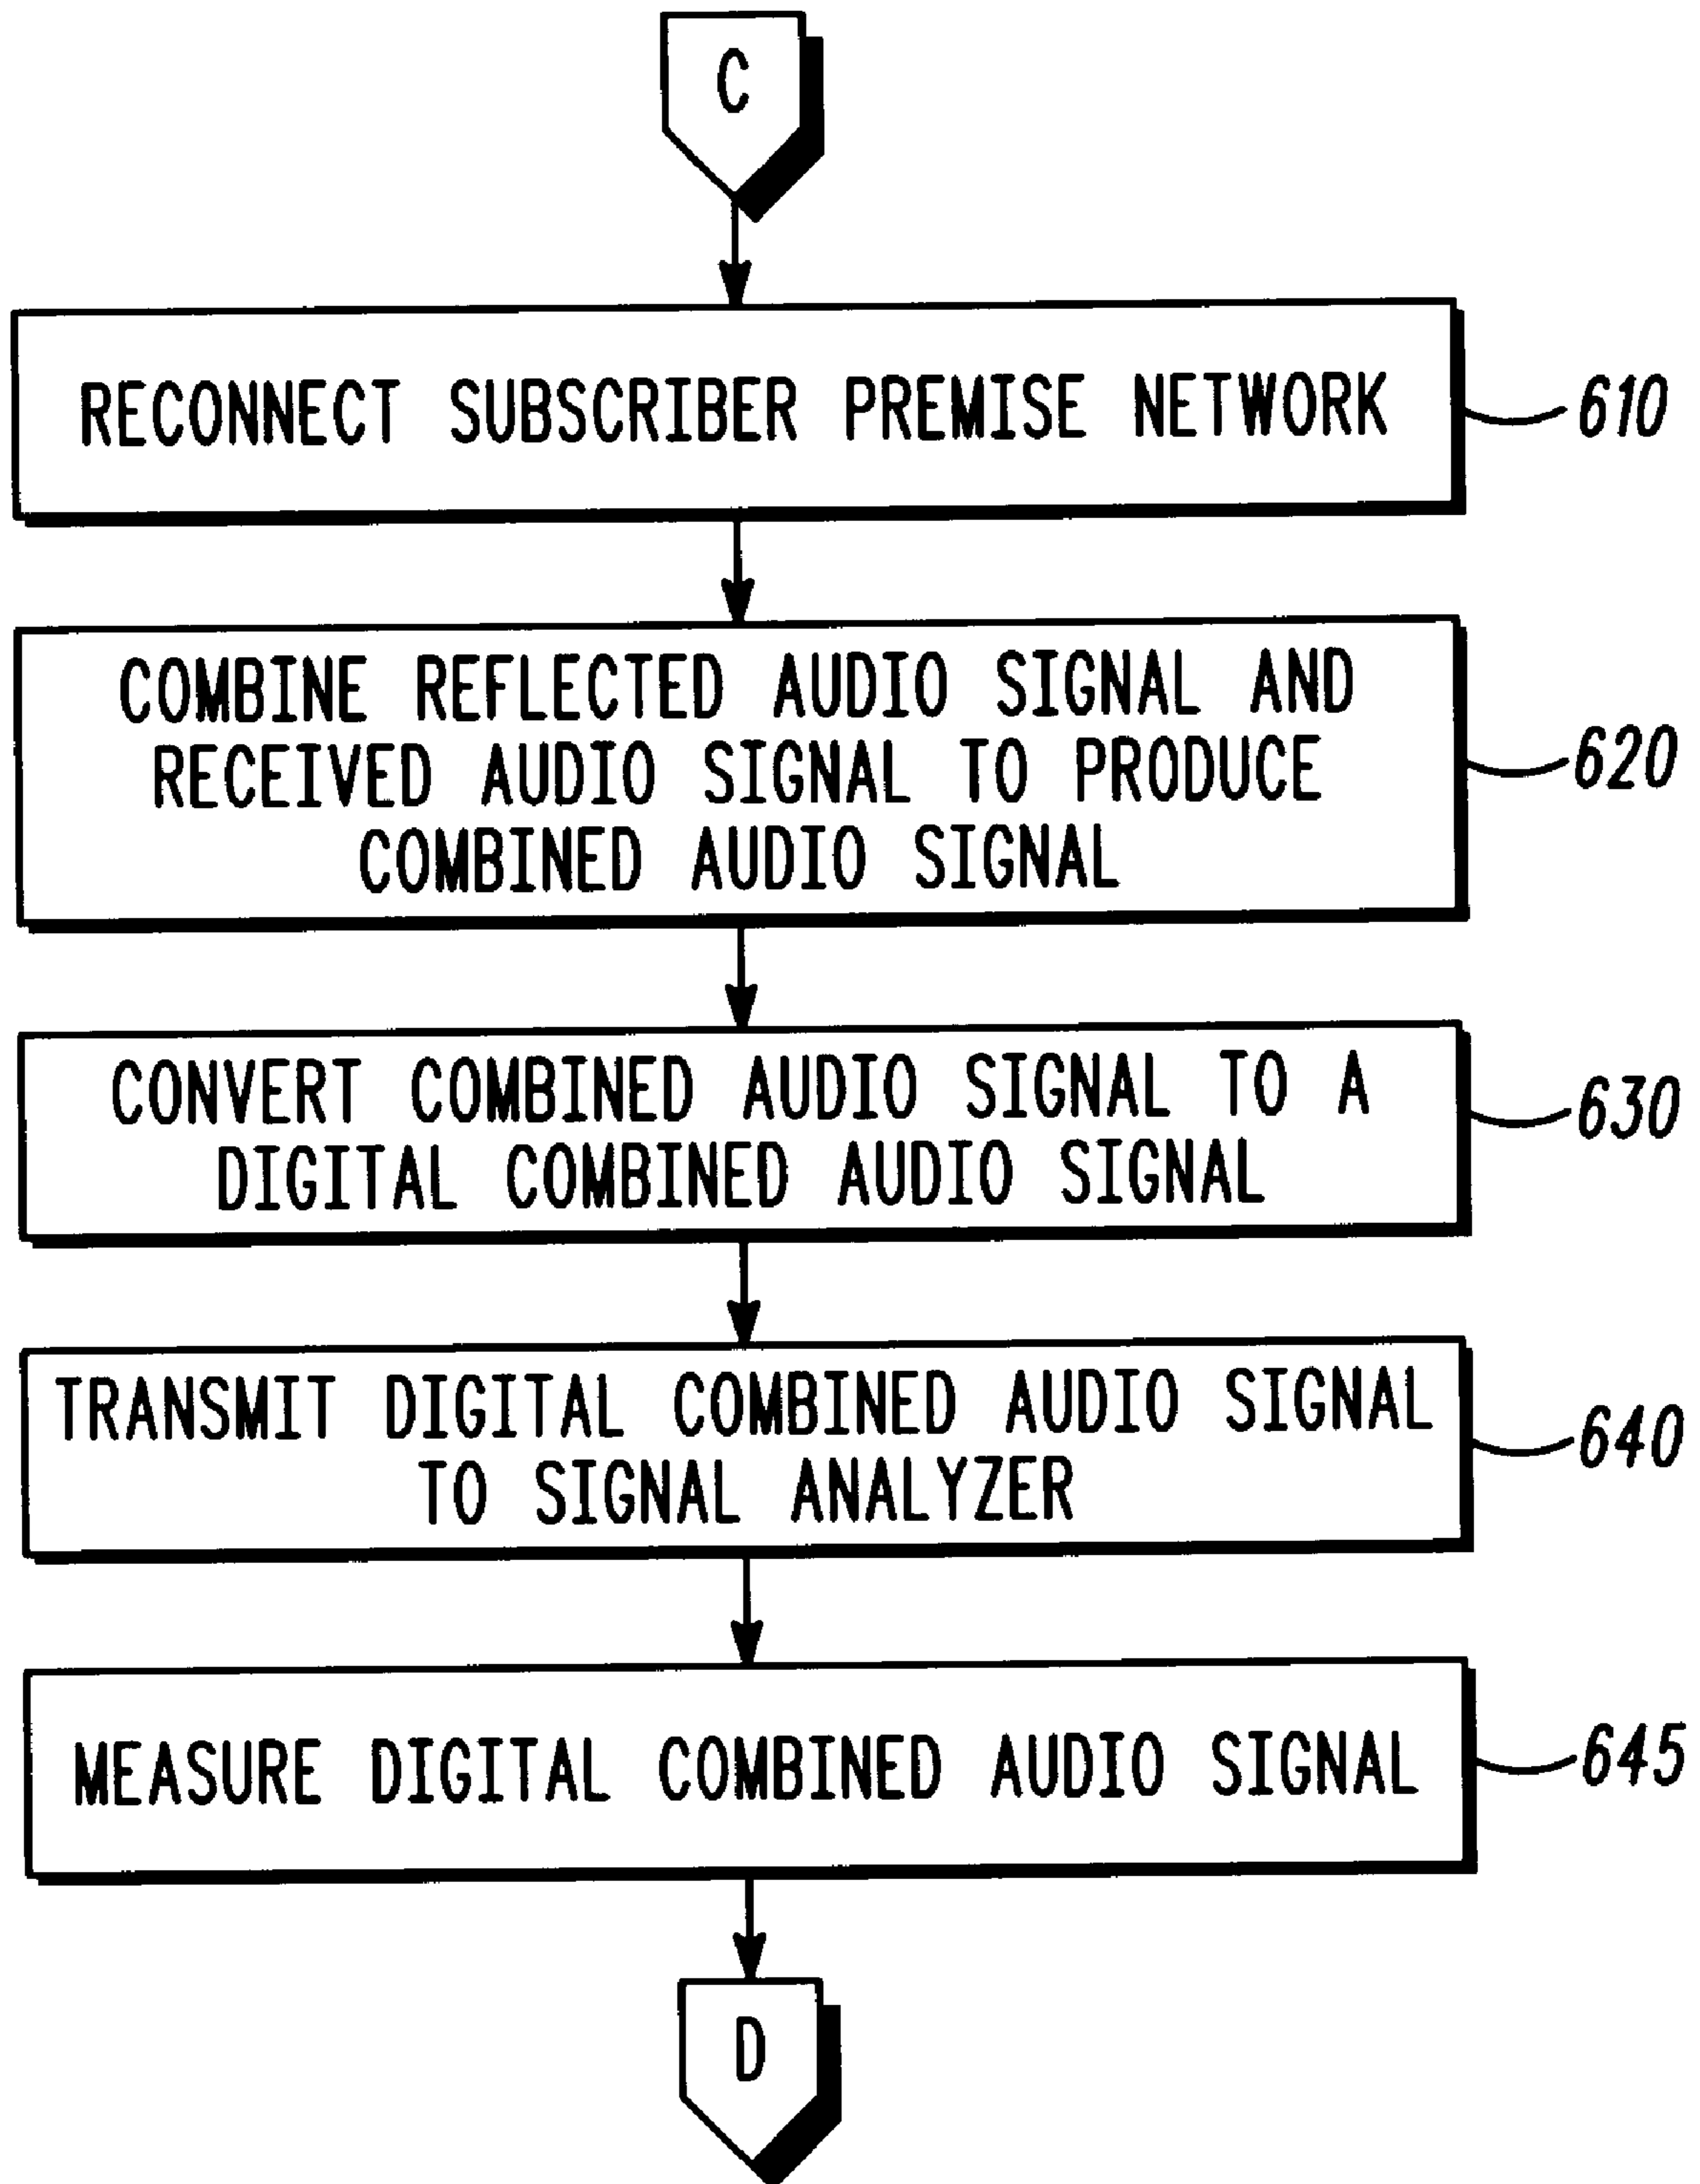 C
RECONNECT SUBSCRIBER PREMISE NETWORK
610
COMBINE REFLECTED AUDIO SIGNAL AND
RECEIVED AUDIO SIGNAL TO PRODUCE
COMBINED AUDIO SIGNAL
620
CONVERT COMBINED AUDIO SIGNAL TO A
DIGITAL COMBINED AUDIO SIGNAL
630
TRANSMIT DIGITAL COMBINED AUDIO SIGNAL
TO SIGNAL ANALYZER
640
MEASURE DIGITAL COMBINED AUDIO SIGNAL
645
D